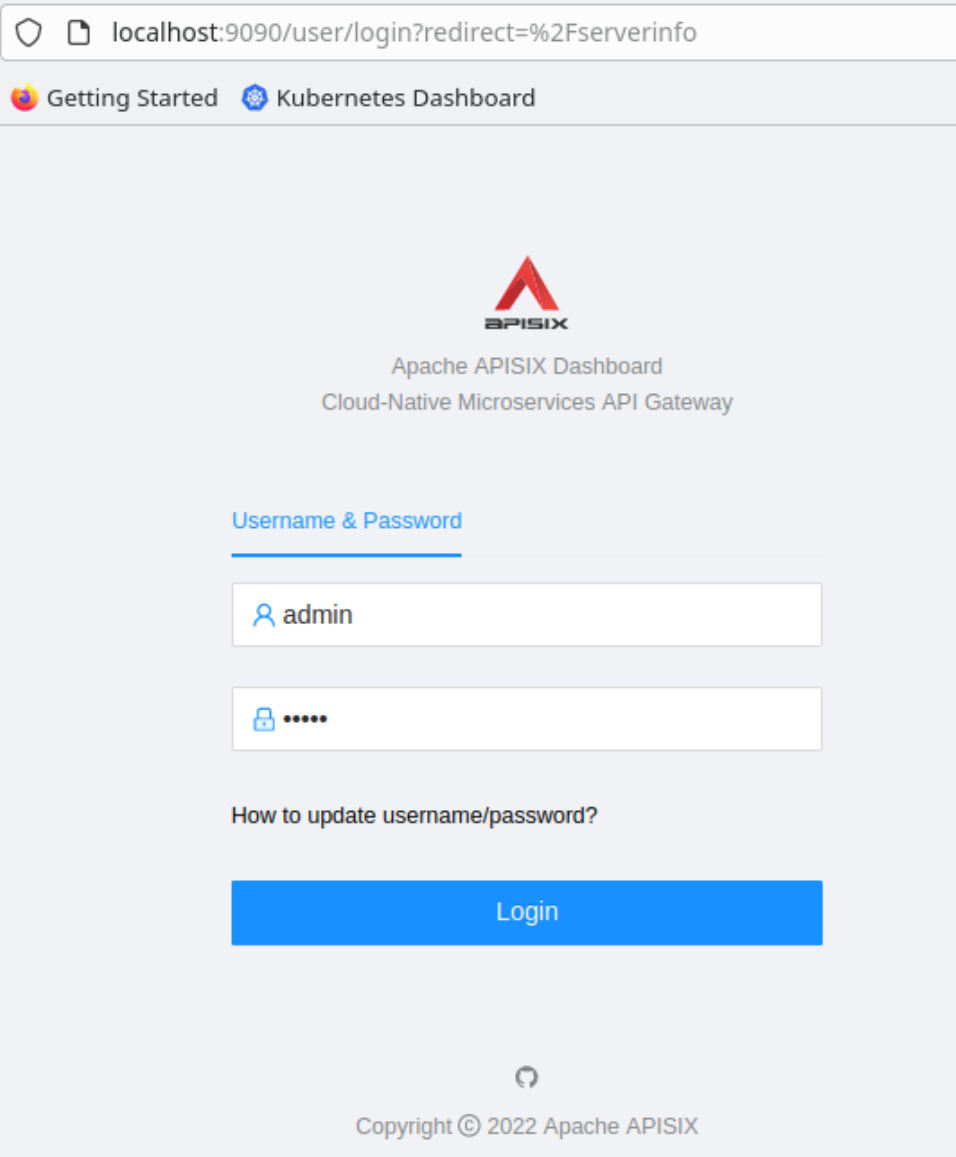 localhost:9090/user/login?redirect=%2Fserverinfo
Getting Started Kubernetes Dashboard
APISIX
Apache APISIX Dashboard
Cloud-Native Microservices API Gateway
Username & Password
admin
•••••
How to update username/password?
Login
Copyright © 2022 Apache APISIX